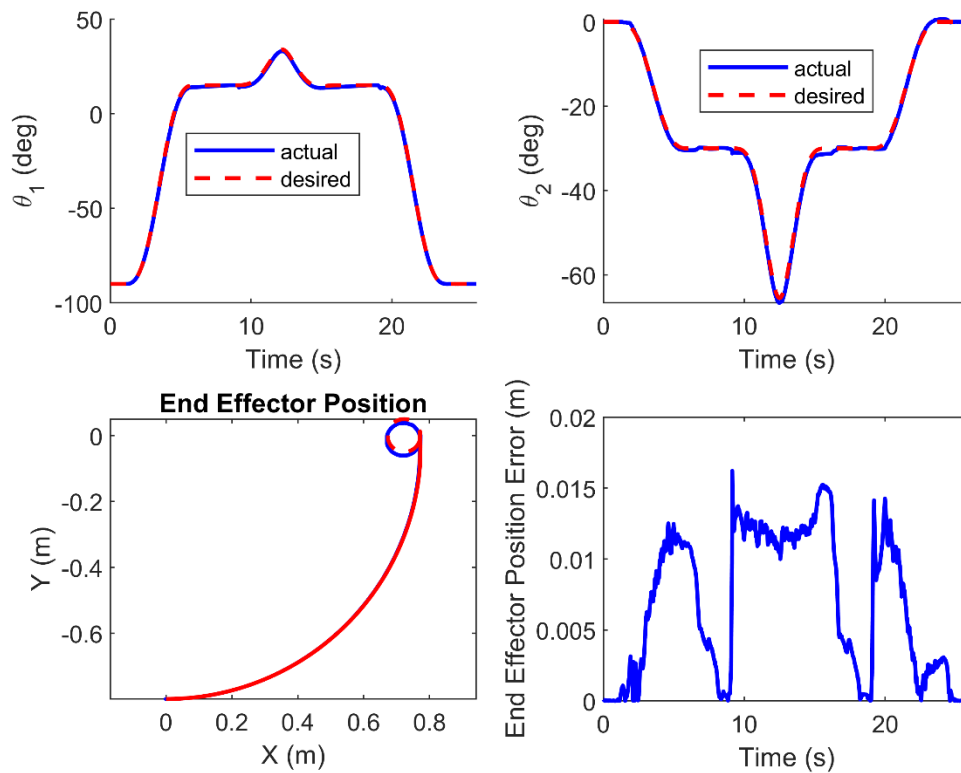 50
0
-50
-100
θ1 (deg)
actual
desired
0
10
20
Time (s)
0
-20
-40
-60
θ2 (deg)
actual
desired
0
10
20
Time (s)
End Effector Position
0
-0.2
-0.4
-0.6
Y (m)
0
0.2
0.4
0.6
0.8
X (m)
End Effector Position Error (m)
0.02
0.015
0.01
0.005
0
0
10
20
Time (s)